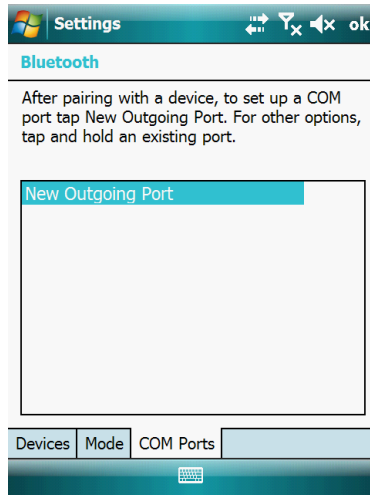 Settings
ok
Bluetooth
After pairing with a device, to set up a COM
port tap New Outgoing Port. For other options,
tap and hold an existing port.
New Outgoing Port
Devices Mode COM Ports